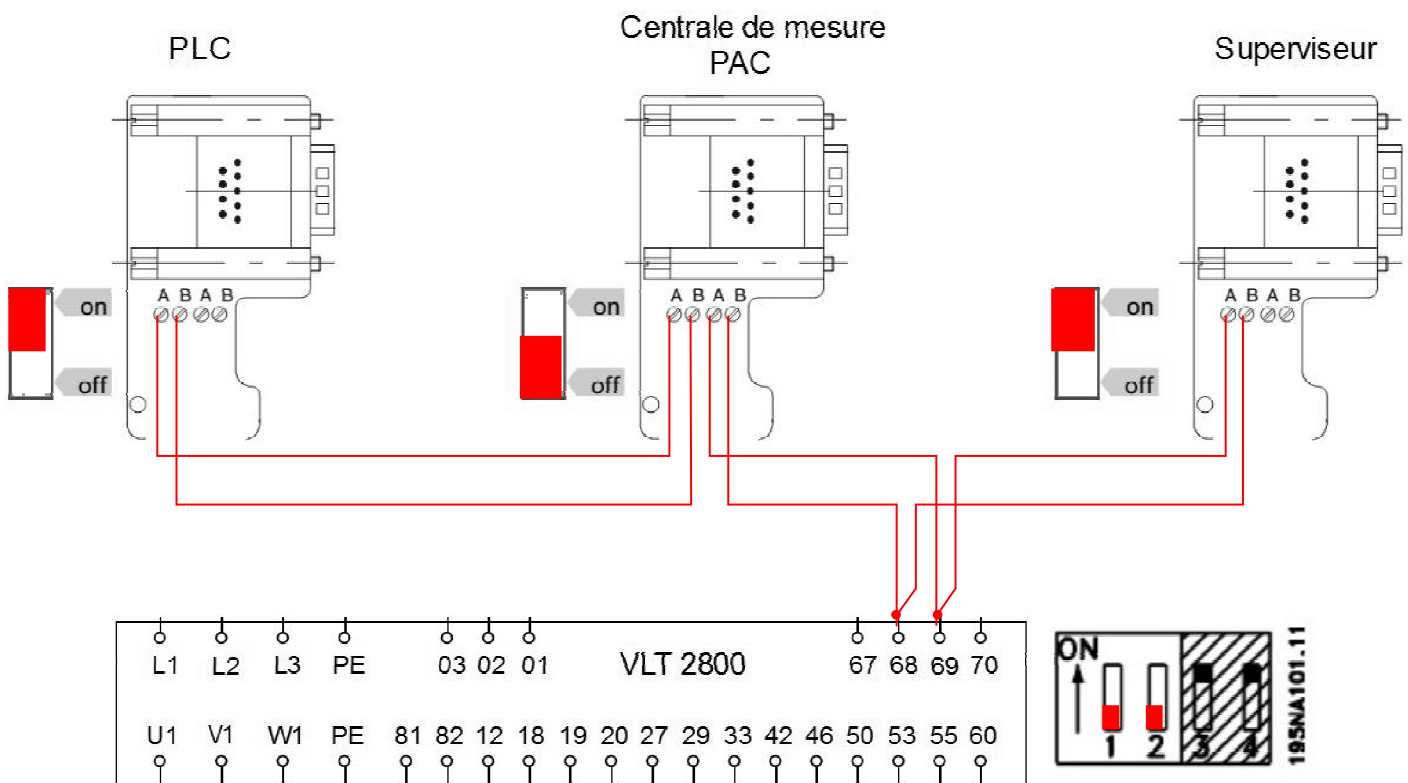 PLC
Centrale de mesure
PAC
Superviseur
A B A B
A B A B
A B A B
on
off
on
off
on
off
L1 L2 L3 PE 03 02 01 VLT 2800 67 68 69 70
U1 V1 W1 PE 81 82 12 18 19 20 27 29 33 42 46 50 53 55 60
ON
1 2 3 4
195NA101.11